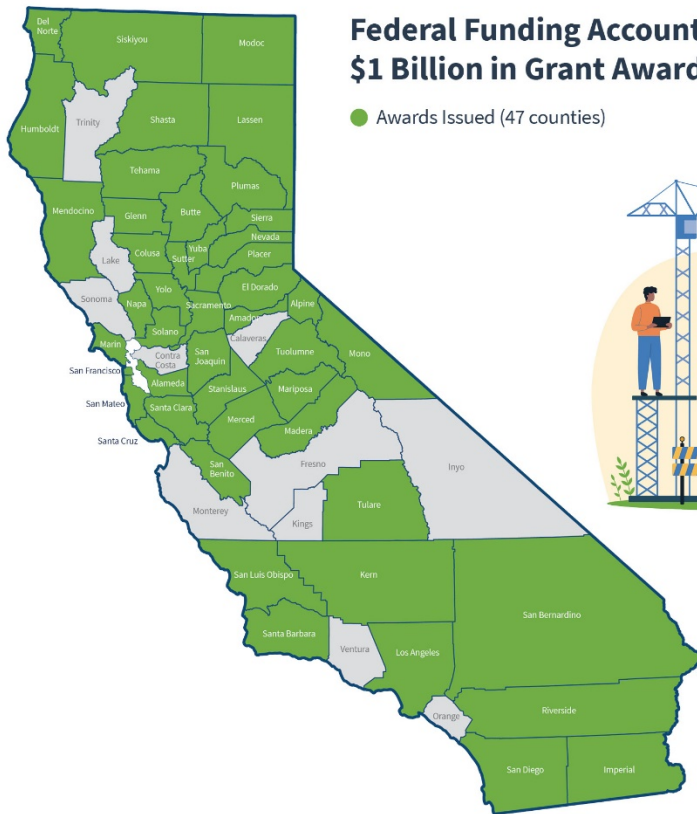 Federal Funding Account
$1 Billion in Grant Award
Awards Issued (47 counties)
Del
Norte
Siskiyou
Modoc
Humboldt
Trinity
Shasta
Lassen
Tehama
Plumas
Mendocino
Glenn
Butte
Sierra
Nevada
Placer
Yuba
Sutter
Colusa
Lake
Sonoma
Napa
Yolo
Sacramento
El Dorado
Alpine
Amador
Calaveras
Solano
Marin
Contra
Costa
San
Joaquin
Tuolumne
Mono
San Francisco
Alameda
Stanislaus
Mariposa
San Mateo
Santa Clara
Merced
Madera
Santa Cruz
San
Benito
Fresno
Inyo
Monterey
Kings
Tulare
San Luis Obispo
Kern
San Bernardino
Santa Barbara
Ventura
Los Angeles
Orange
Riverside
San Diego
Imperial